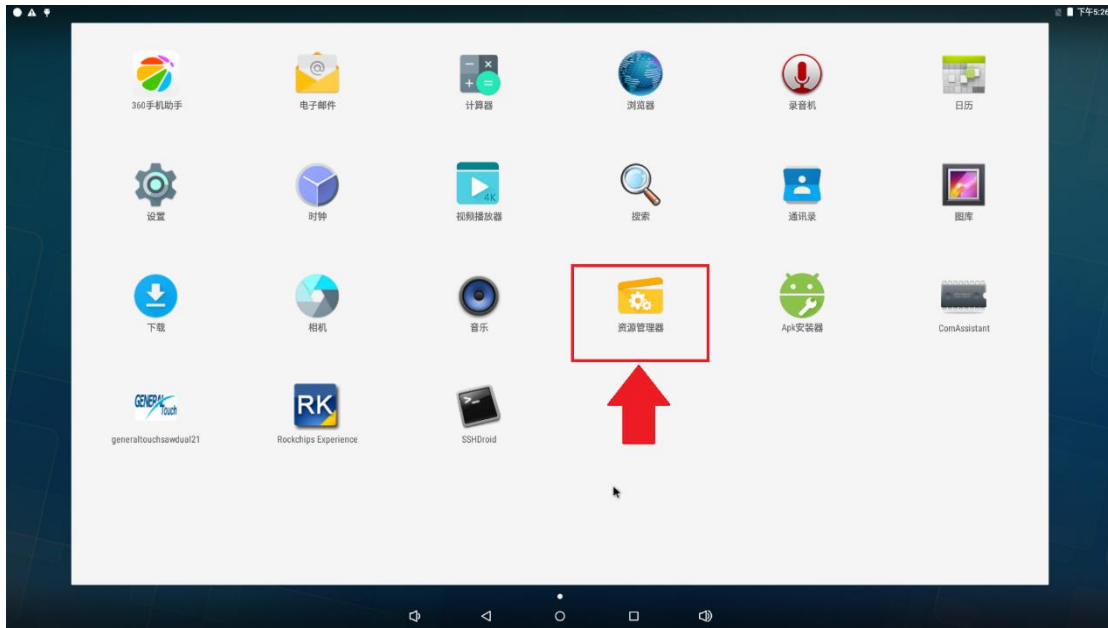 下午5:26
360手机助手
电子邮件
计算器
浏览器
录音机
日历
设置
时钟
4K
视频播放器
搜索
通讯录
图库
下载
相机
音乐
资源管理器
Apk安装器
ComAssistant
GENERAL
Touch
generaltouchsawdual21
RK
Rockchips Experience
SSHDroid